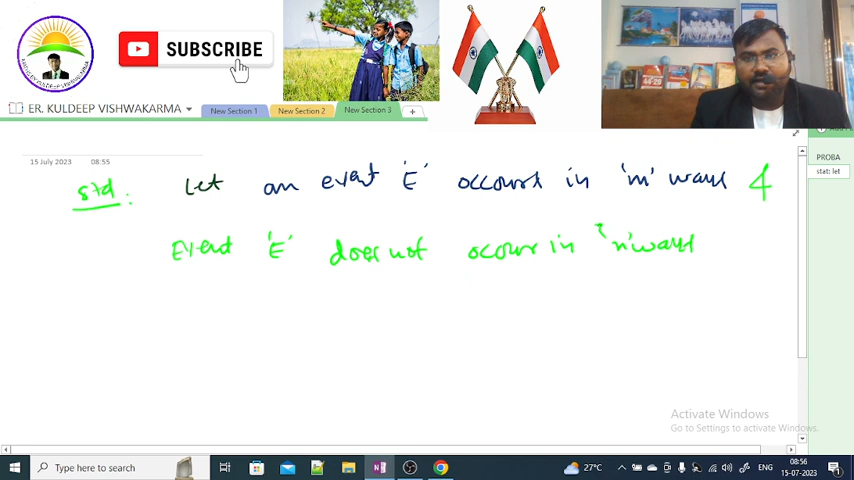 SUBSCRIBE
ER. KULDEEP VISHWAKARMA
New Section 1
New Section 2
New Section 3
15 July 2023 08:55
PROBA
stat: let
std: Let an event 'E' occours in 'm' ways &
Event 'E' does not occours in 'n' ways
Activate Windows
Go to Settings to activate Windows.
Type here to search
27°C
ENG
08:56
15-07-2023